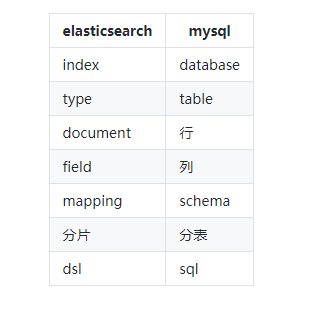 elasticsearch mysql
index database
type table
document 行
field 列
mapping schema
分片 分表
dsl sql